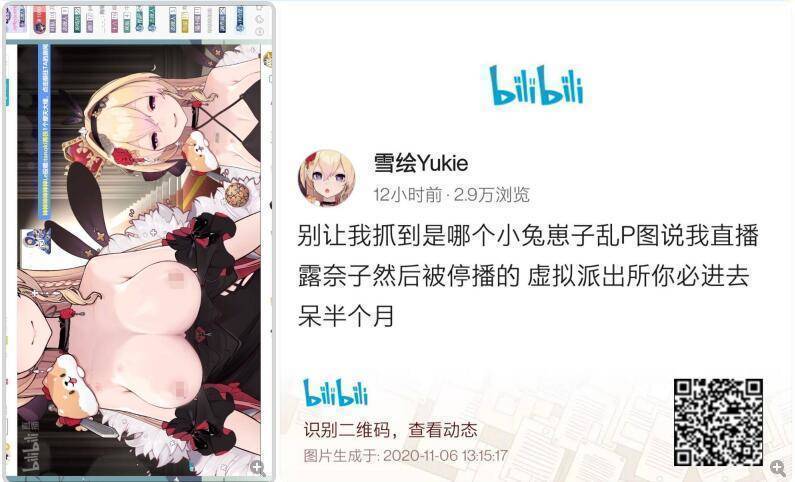 bilibili
雪绘Yukie
12小时前 · 2.9万浏览
别让我抓到是哪个小兔崽子乱P图说我直播
露奈子然后被停播的 虚拟派出所你必进去
呆半个月
bilibili
识别二维码，查看动态
图片生成于: 2020-11-06 13:15:17
bilibili 直播